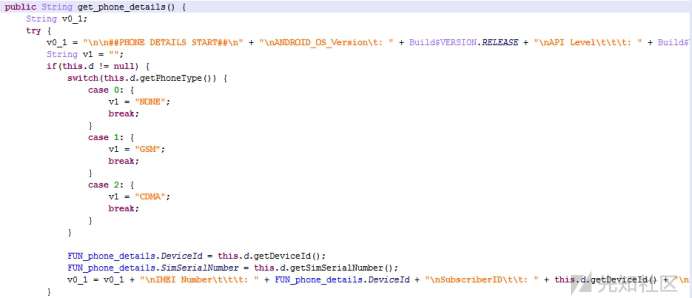 public String get_phone_details() {
String v0_1;
try {
v0_1 = "\n\n##PHONE DETAILS START##\n" + "\nANDROID_OS_Version\t: " + Build$VERSION.RELEASE + "\nAPI Level\t\t\t: " + Build$
String v1 = "";
if(this.d != null) {
switch(this.d.getPhoneType()) {
case 0: {
v1 = "NONE";
break;
}
case 1: {
v1 = "GSM";
break;
}
case 2: {
v1 = "CDMA";
break;
}
}
FUN_phone_details.DeviceId = this.d.getDeviceId();
FUN_phone_details.SimSerialNumber = this.d.getSimSerialNumber();
v0_1 = v0_1 + "\nIMEI Number\t\t\t: " + FUN_phone_details.DeviceId + "\nSubscriberID\t\t: " + this.d.getDeviceId() + "\n
}
先知社区